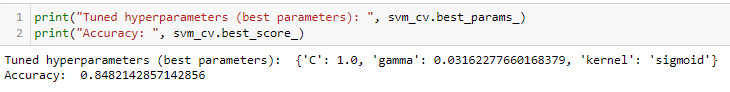 1 print("Tuned hyperparameters (best parameters): ", svm_cv.best_params_)
2 print("Accuracy: ", svm_cv.best_score_)
Tuned hyperparameters (best parameters):  {'C': 1.0, 'gamma': 0.03162277660168379, 'kernel': 'sigmoid'}
Accuracy:  0.8482142857142856